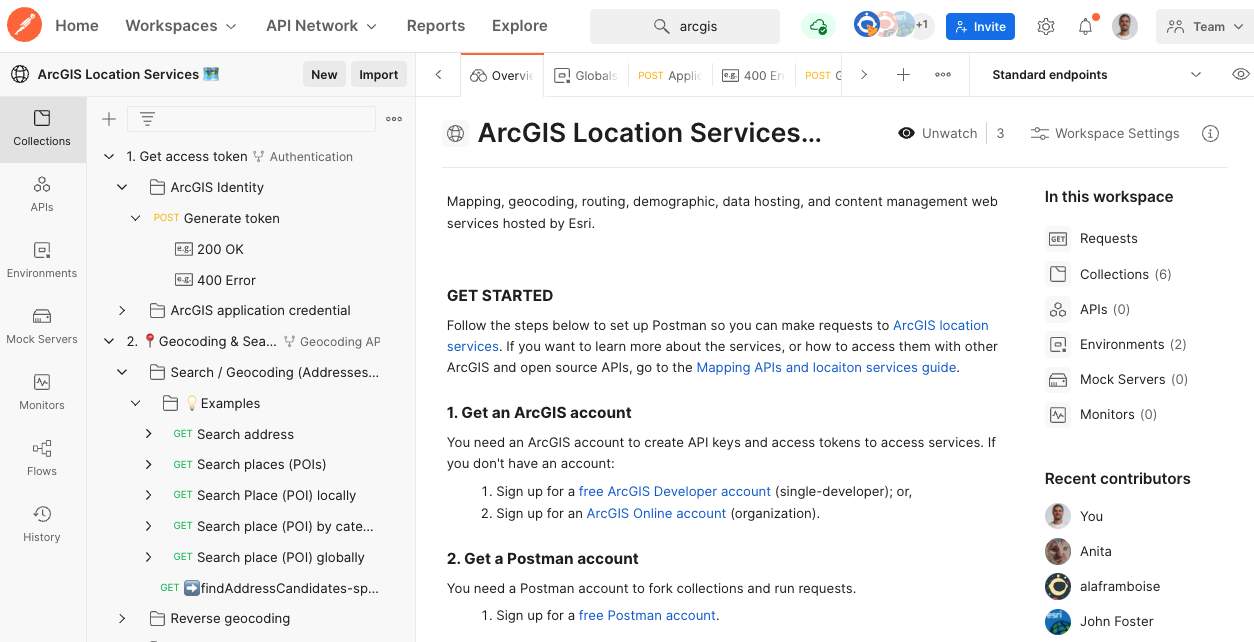 Home
Workspaces
API Network
Reports
Explore
arcgis
+1
Invite
Team
ArcGIS Location Services
New
Import
Overvie
Globals
POST Applic
e.g. 400 Er
POST G
Standard endpoints
Collections
APIs
Environments
Mock Servers
Monitors
Flows
History
1. Get access token Authentication
ArcGIS Identity
POST Generate token
e.g. 200 OK
e.g. 400 Error
ArcGIS application credential
2. 📍Geocoding & Sea... Geocoding AP
Search / Geocoding (Addresses...
💡Examples
GET Search address
GET Search places (POIs)
GET Search Place (POI) locally
GET Search place (POI) by cate...
GET Search place (POI) globally
GET ➡️findAddressCandidates-sp...
Reverse geocoding
ArcGIS Location Services...
Unwatch 3
Workspace Settings
Mapping, geocoding, routing, demographic, data hosting, and content management web
services hosted by Esri.
GET STARTED
Follow the steps below to set up Postman so you can make requests to ArcGIS location
services. If you want to learn more about the services, or how to access them with other
ArcGIS and open source APIs, go to the Mapping APIs and locaiton services guide.
1. Get an ArcGIS account
You need an ArcGIS account to create API keys and access tokens to access services. If
you don't have an account:
1. Sign up for a free ArcGIS Developer account (single-developer); or,
2. Sign up for an ArcGIS Online account (organization).
2. Get a Postman account
You need a Postman account to fork collections and run requests.
1. Sign up for a free Postman account.
In this workspace
GET Requests
Collections (6)
APIs (0)
Environments (2)
Mock Servers (0)
Monitors (0)
Recent contributors
You
Anita
alaframboise
esri John Foster